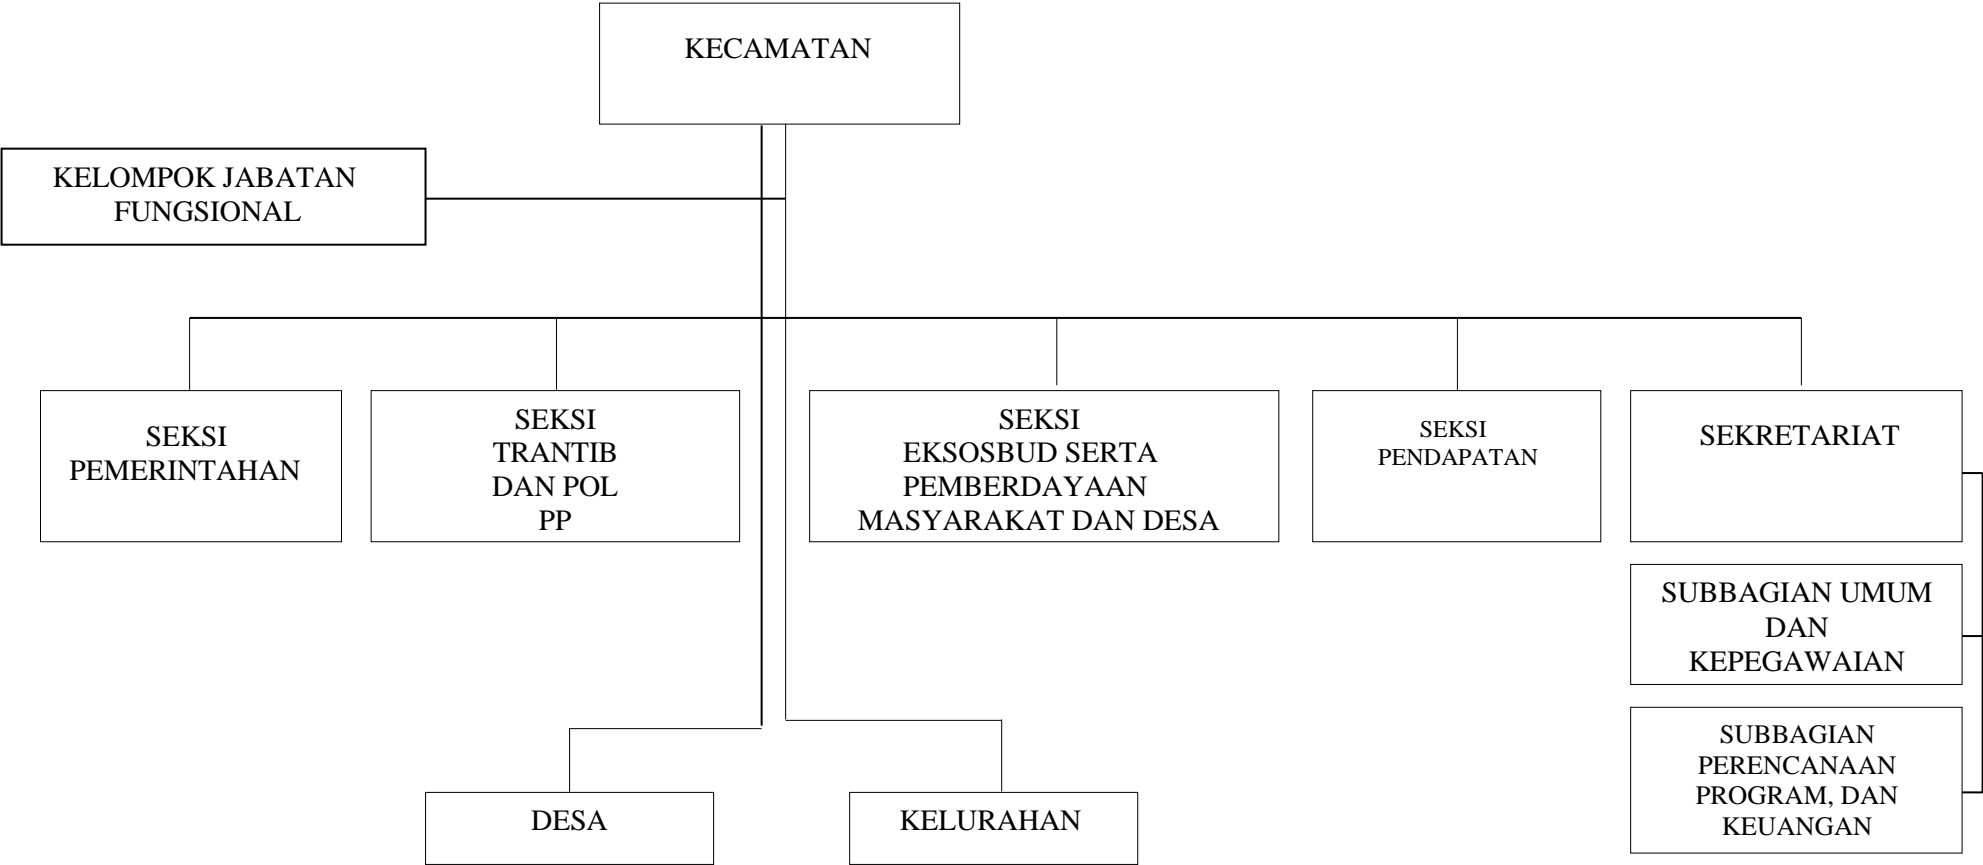 KECAMATAN
KELOMPOK JABATAN
FUNGSIONAL
SEKSI
PEMERINTAHAN
SEKSI
TRANTIB
DAN POL
PP
SEKSI
EKSOSBUD SERTA
PEMBERDAYAAN
MASYARAKAT DAN DESA
SEKSI
PENDAPATAN
SEKRETARIAT
SUBBAGIAN UMUM
DAN
KEPEGAWAIAN
SUBBAGIAN
PERENCANAAN
PROGRAM, DAN
KEUANGAN
DESA
KELURAHAN